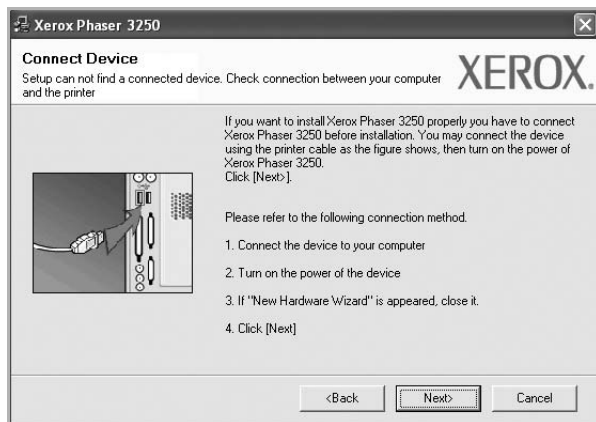 Xerox Phaser 3250
Connect Device
Setup can not find a connected device. Check connection between your computer
and the printer
XEROX.
If you want to install Xerox Phaser 3250 properly you have to connect
Xerox Phaser 3250 before installation. You may connect the device
using the printer cable as the figure shows, then turn on the power of
Xerox Phaser 3250.
Click [Next>].
Please refer to the following connection method.
1. Connect the device to your computer
2. Turn on the power of the device
3. If "New Hardware Wizard" is appeared, close it.
4. Click [Next]
<Back
Next>
Cancel